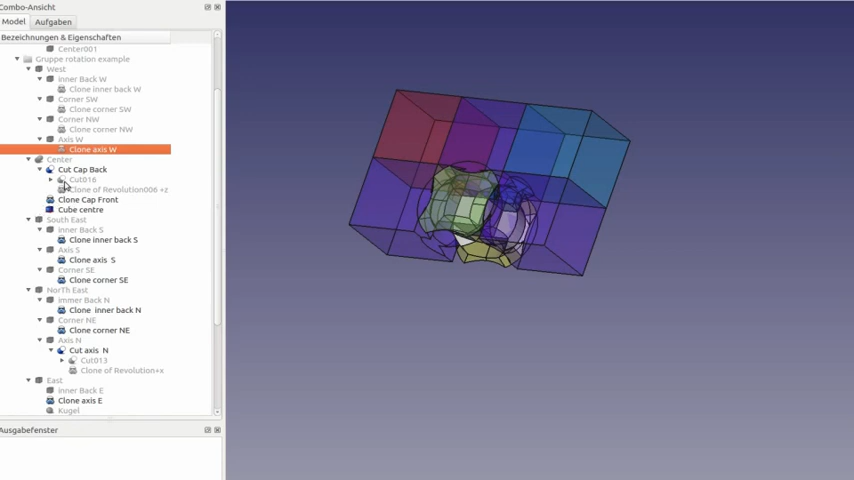 Combo-Ansicht
Model Aufgaben
Bezeichnungen & Eigenschaften
Center001
Gruppe rotation example
West
inner Back W
Clone inner back W
Corner SW
Clone corner SW
Corner NW
Clone corner NW
Axis W
Clone axis W
Center
Cut Cap Back
Cut016
Clone of Revolution006 +z
Clone Cap Front
Cube centre
South East
inner Back S
Clone inner back S
Axis S
Clone axis S
Corner SE
Clone corner SE
NorTh East
immer Back N
Clone inner back N
Corner NE
Clone corner NE
Axis N
Cut axis N
Cut013
Clone of Revolution+x
East
inner Back E
Clone axis E
Kugel
Ausgabefenster